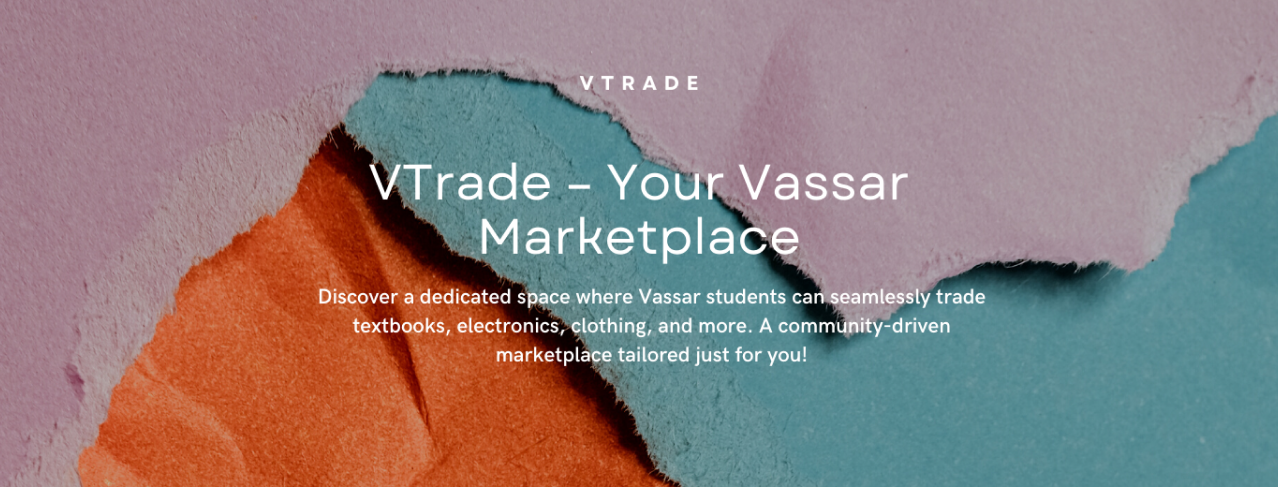 VTRADE
VTrade – Your Vassar
Marketplace
Discover a dedicated space where Vassar students can seamlessly trade
textbooks, electronics, clothing, and more. A community-driven
marketplace tailored just for you!